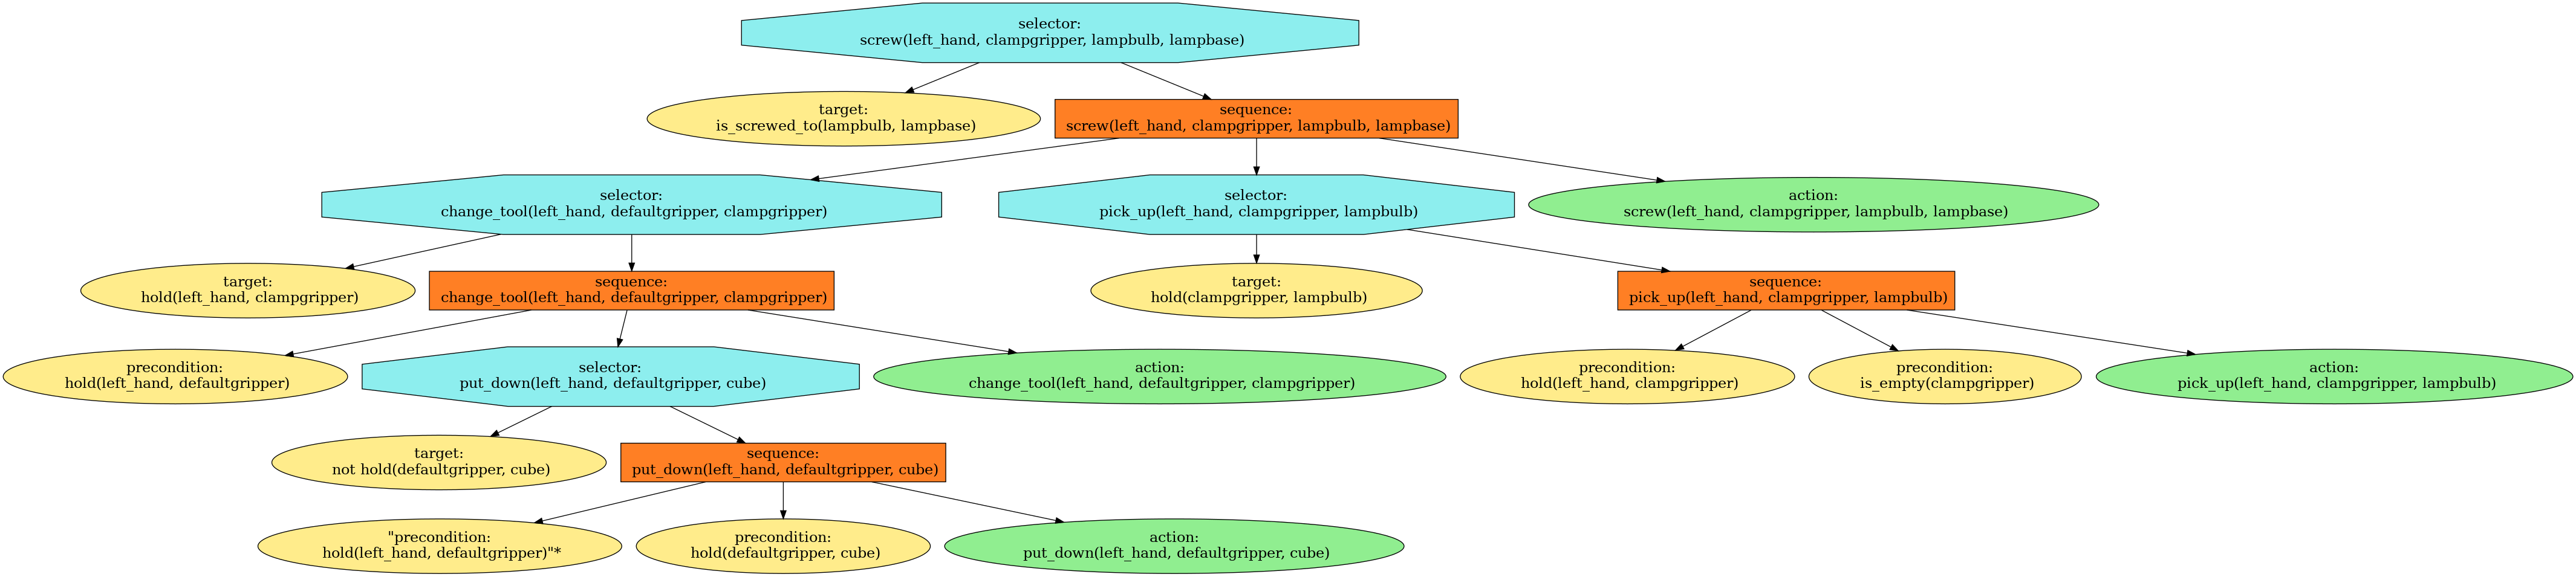 selector:
screw(left_hand, clampgripper, lampbulb, lampbase)
target:
is_screwed_to(lampbulb, lampbase)
sequence:
screw(left_hand, clampgripper, lampbulb, lampbase)
selector:
change_tool(left_hand, defaultgripper, clampgripper)
selector:
pick_up(left_hand, clampgripper, lampbulb)
action:
screw(left_hand, clampgripper, lampbulb, lampbase)
target:
hold(left_hand, clampgripper)
sequence:
change_tool(left_hand, defaultgripper, clampgripper)
target:
hold(clampgripper, lampbulb)
sequence:
pick_up(left_hand, clampgripper, lampbulb)
precondition:
hold(left_hand, defaultgripper)
selector:
put_down(left_hand, defaultgripper, cube)
action:
change_tool(left_hand, defaultgripper, clampgripper)
precondition:
hold(left_hand, clampgripper)
precondition:
is_empty(clampgripper)
action:
pick_up(left_hand, clampgripper, lampbulb)
target:
not hold(defaultgripper, cube)
sequence:
put_down(left_hand, defaultgripper, cube)
"precondition:
hold(left_hand, defaultgripper)"*
precondition:
hold(defaultgripper, cube)
action:
put_down(left_hand, defaultgripper, cube)